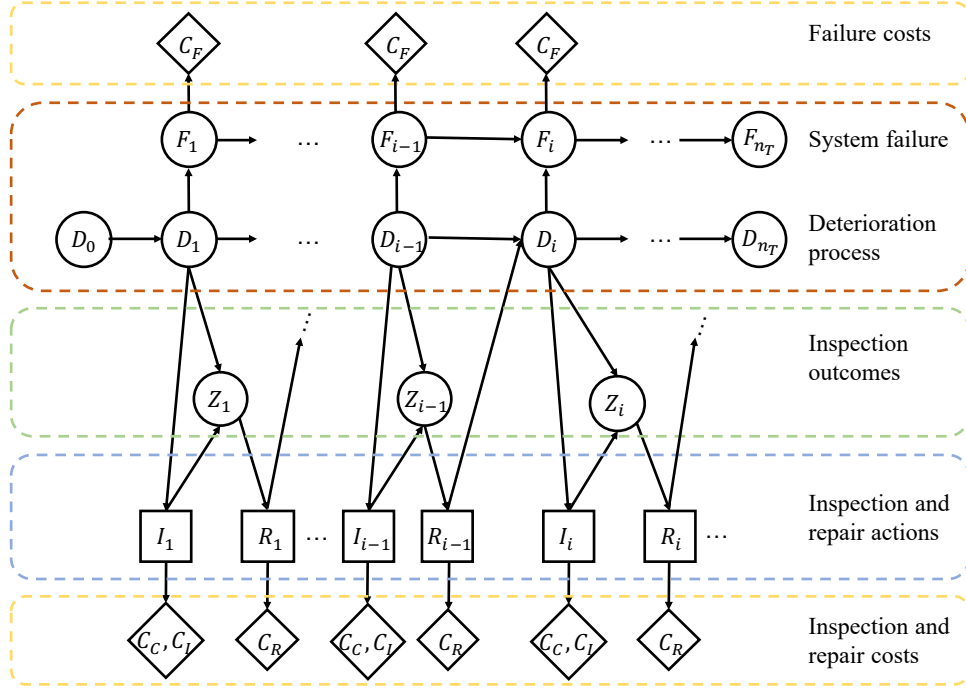 C_F C_F C_F Failure costs
F_1 ... F_{i-1} F_i ... F_{n_T} System failure
D_0 D_1 ... D_{i-1} D_i ... D_{n_T} Deterioration
process
... ...
Inspection
outcomes
Z_1 Z_{i-1} Z_i
Inspection and
repair actions
I_1 R_1 ... I_{i-1} R_{i-1} I_i R_i ...
Inspection and
repair costs
C_C, C_I C_R C_C, C_I C_R C_C, C_I C_R